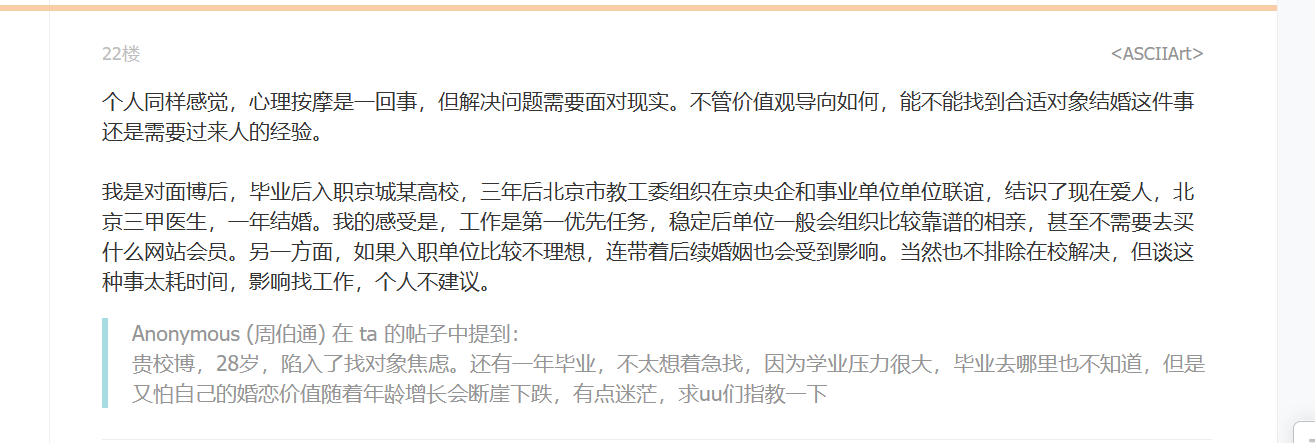 22楼
<ASCIIArt>
个人同样感觉，心理按摩是一回事，但解决问题需要面对现实。不管价值观导向如何，能不能找到合适对象结婚这件事
还是需要过来人的经验。
我是对面博后，毕业后入职京城某高校，三年后北京市教工委组织在京央企和事业单位单位联谊，结识了现在爱人，北
京三甲医生，一年结婚。我的感受是，工作是第一优先任务，稳定后单位一般会组织比较靠谱的相亲，甚至不需要去买
什么网站会员。另一方面，如果入职单位比较不理想，连带着后续婚姻也会受到影响。当然也不排除在校解决，但谈这
种事太耗时间，影响找工作，个人不建议。
Anonymous (周伯通) 在 ta 的帖子中提到：
贵校博，28岁，陷入了找对象焦虑。还有一年毕业，不太想着急找，因为学业压力很大，毕业去哪里也不知道，但是
又怕自己的婚恋价值随着年龄增长会断崖下跌，有点迷茫，求uu们指教一下